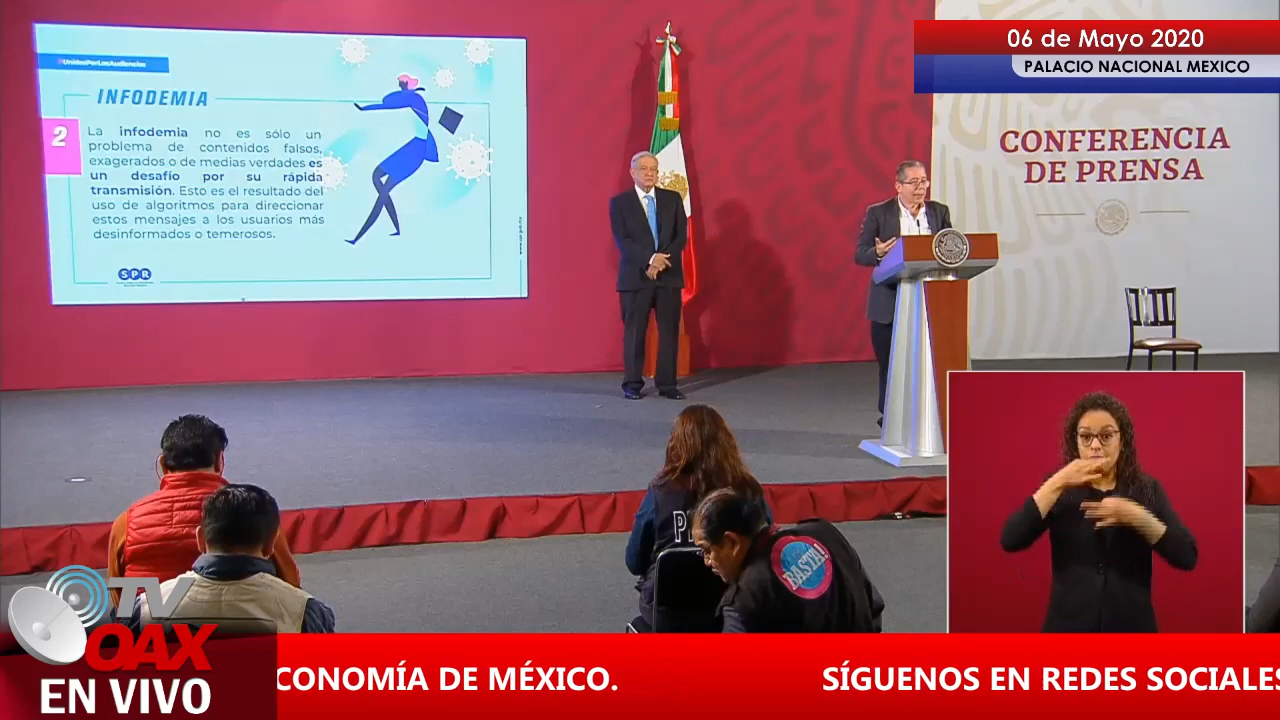 #UnidosPorLasAudiencias
INFODEMIA
2
La infodemia no es sólo un
problema de contenidos falsos,
exagerados o de medias verdades es
un desafío por su rápida
transmisión. Esto es el resultado del
uso de algoritmos para direccionar
estos mensajes a los usuarios más
desinformados o temerosos.
SPR
06 de Mayo 2020
PALACIO NACIONAL MEXICO
CONFERENCIA
DE PRENSA
BASTA!
TV
OAX
EN VIVO
CONOMÍA DE MÉXICO.
SÍGUENOS EN REDES SOCIALES